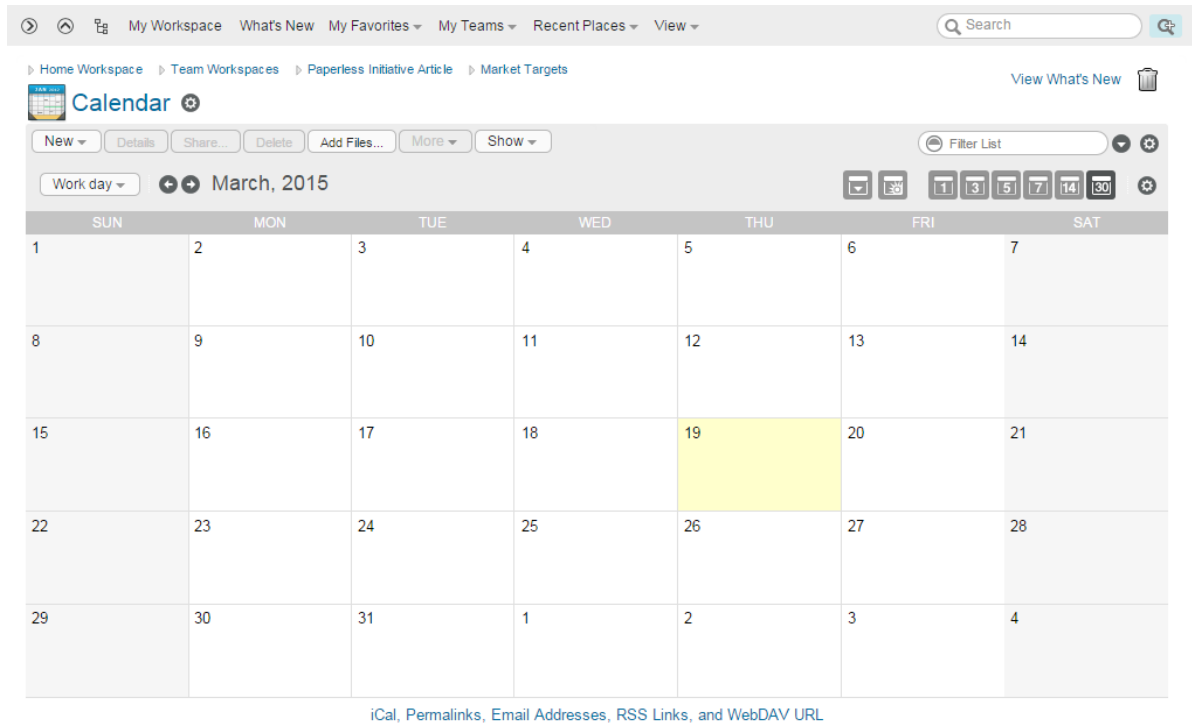 My Workspace What's New My Favorites My Teams Recent Places View Search
Home Workspace Team Workspaces Paperless Initiative Article Market Targets
View What's New
Calendar
New Details Share... Delete Add Files... More Show Filter List
Work day March, 2015 1 3 5 7 14 30
SUN MON TUE WED THU FRI SAT
1 2 3 4 5 6 7
8 9 10 11 12 13 14
15 16 17 18 19 20 21
22 23 24 25 26 27 28
29 30 31 1 2 3 4
iCal, Permalinks, Email Addresses, RSS Links, and WebDAV URL